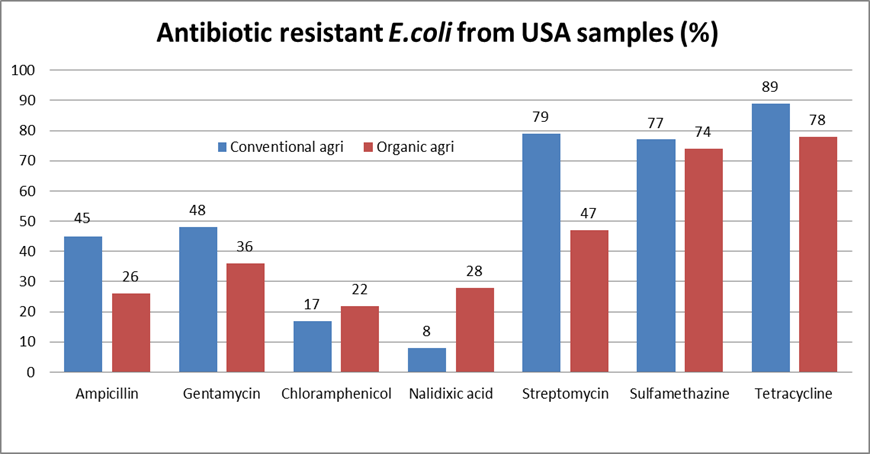 Antibiotic resistant E.coli from USA samples (%)
100
90
80
70
60
50
40
30
20
10
0
Conventional agri Organic agri
45 26 48 36 17 22 8 28 79 47 77 74 89 78
Ampicillin Gentamycin Chloramphenicol Nalidixic acid Streptomycin Sulfamethazine Tetracycline